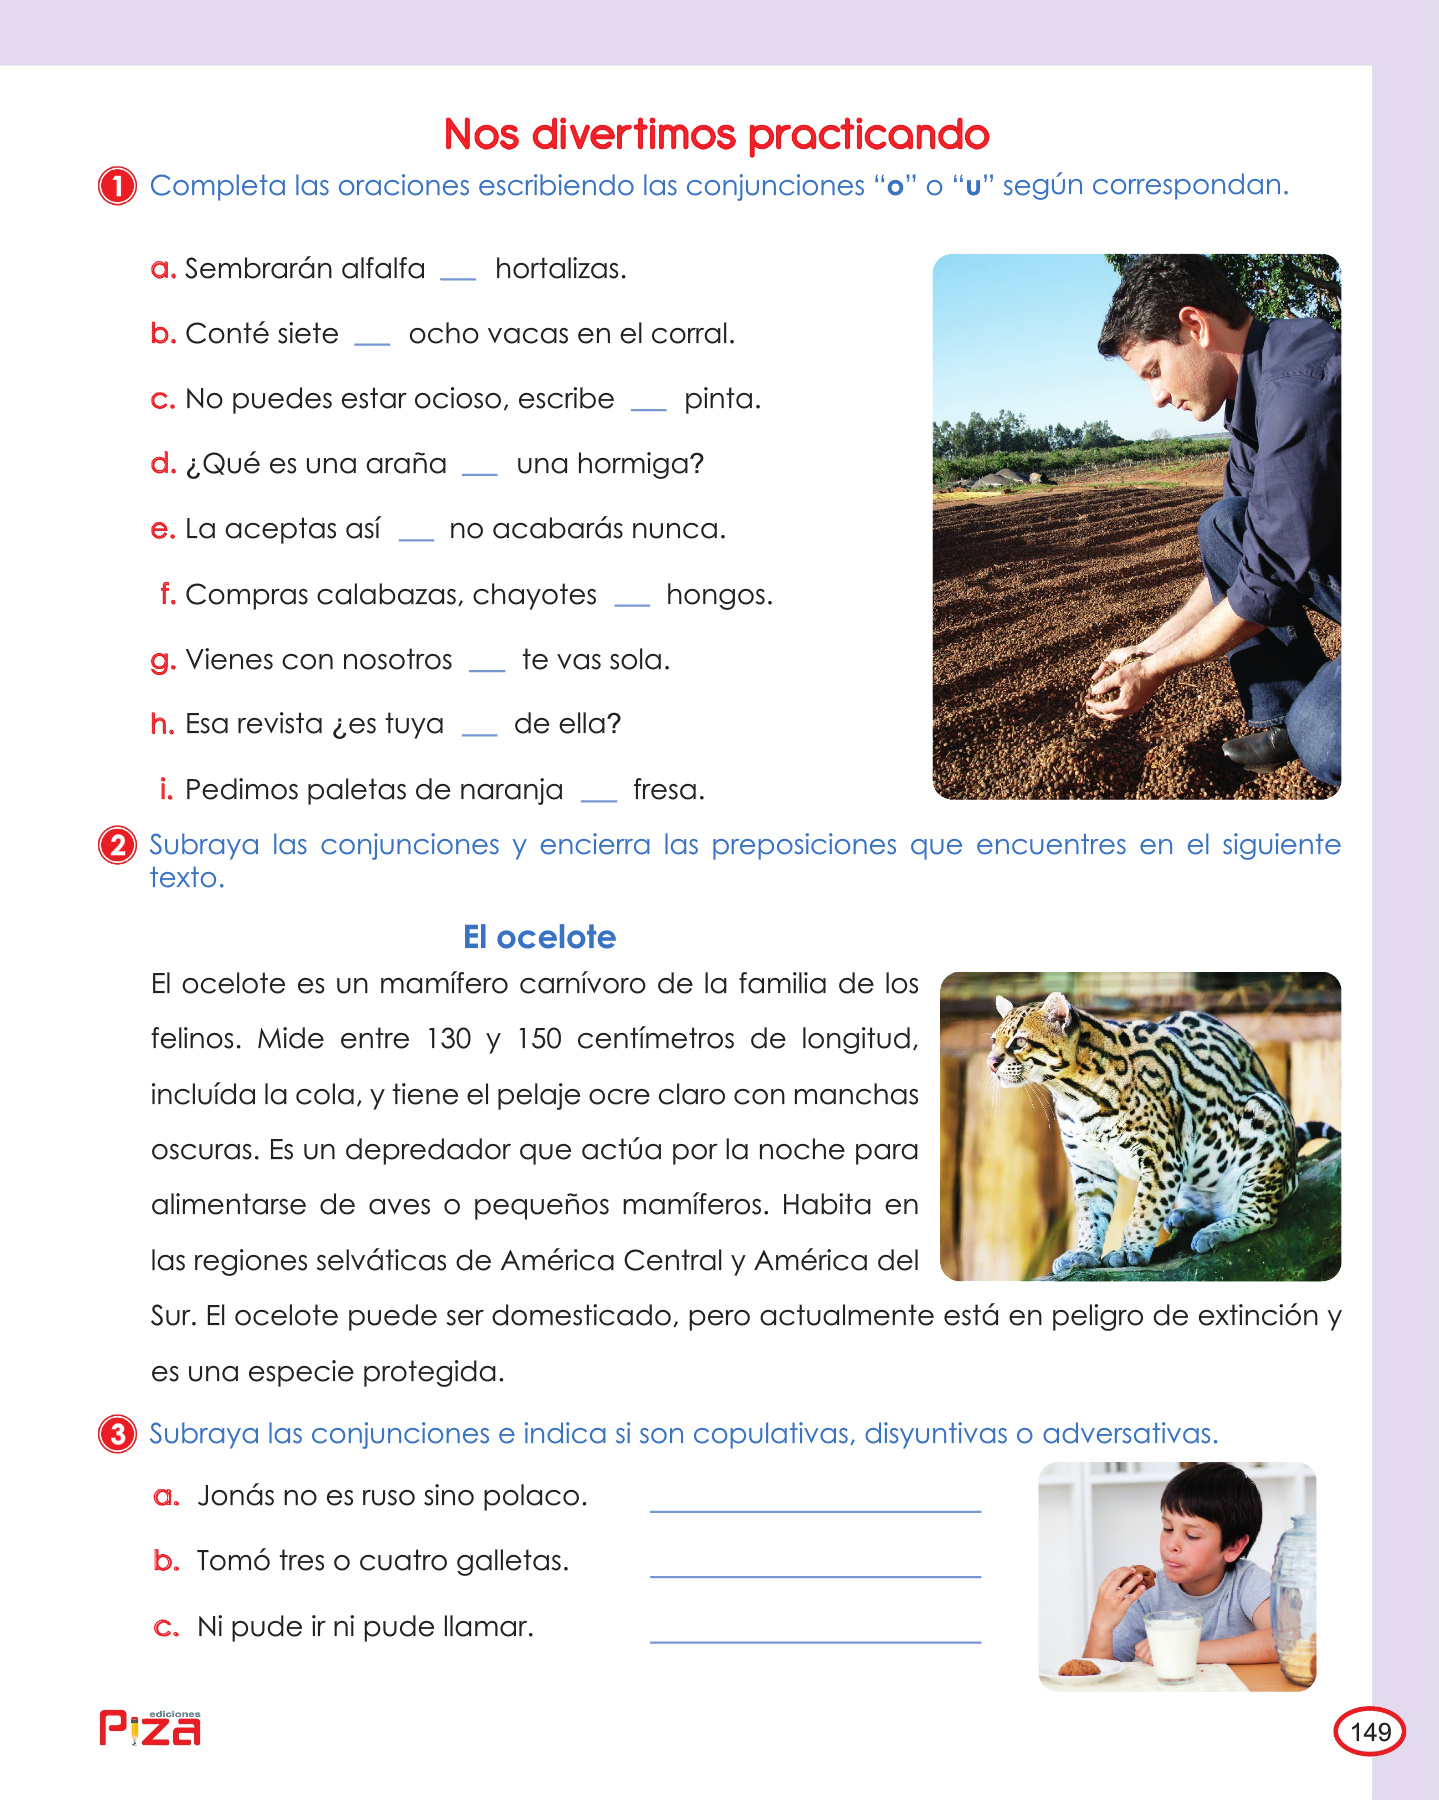 Nos divertimos practicando
1 Completa las oraciones escribiendo las conjunciones “o” o “u” según correspondan.
a. Sembrarán alfalfa ___ hortalizas.
b. Conté siete ___ ocho vacas en el corral.
c. No puedes estar ocioso, escribe ___ pinta.
d. ¿Qué es una araña ___ una hormiga?
e. La aceptas así ___ no acabarás nunca.
f. Compras calabazas, chayotes ___ hongos.
g. Vienes con nosotros ___ te vas sola.
h. Esa revista ¿es tuya ___ de ella?
i. Pedimos paletas de naranja ___ fresa.
2 Subraya las conjunciones y encierra las preposiciones que encuentres en el siguiente
texto.
El ocelote
El ocelote es un mamífero carnívoro de la familia de los
felinos. Mide entre 130 y 150 centímetros de longitud,
incluída la cola, y tiene el pelaje ocre claro con manchas
oscuras. Es un depredador que actúa por la noche para
alimentarse de aves o pequeños mamíferos. Habita en
las regiones selváticas de América Central y América del
Sur. El ocelote puede ser domesticado, pero actualmente está en peligro de extinción y
es una especie protegida.
3 Subraya las conjunciones e indica si son copulativas, disyuntivas o adversativas.
a. Jonás no es ruso sino polaco. ___
b. Tomó tres o cuatro galletas. ___
c. Ni pude ir ni pude llamar. ___
ediciones
Piza
149